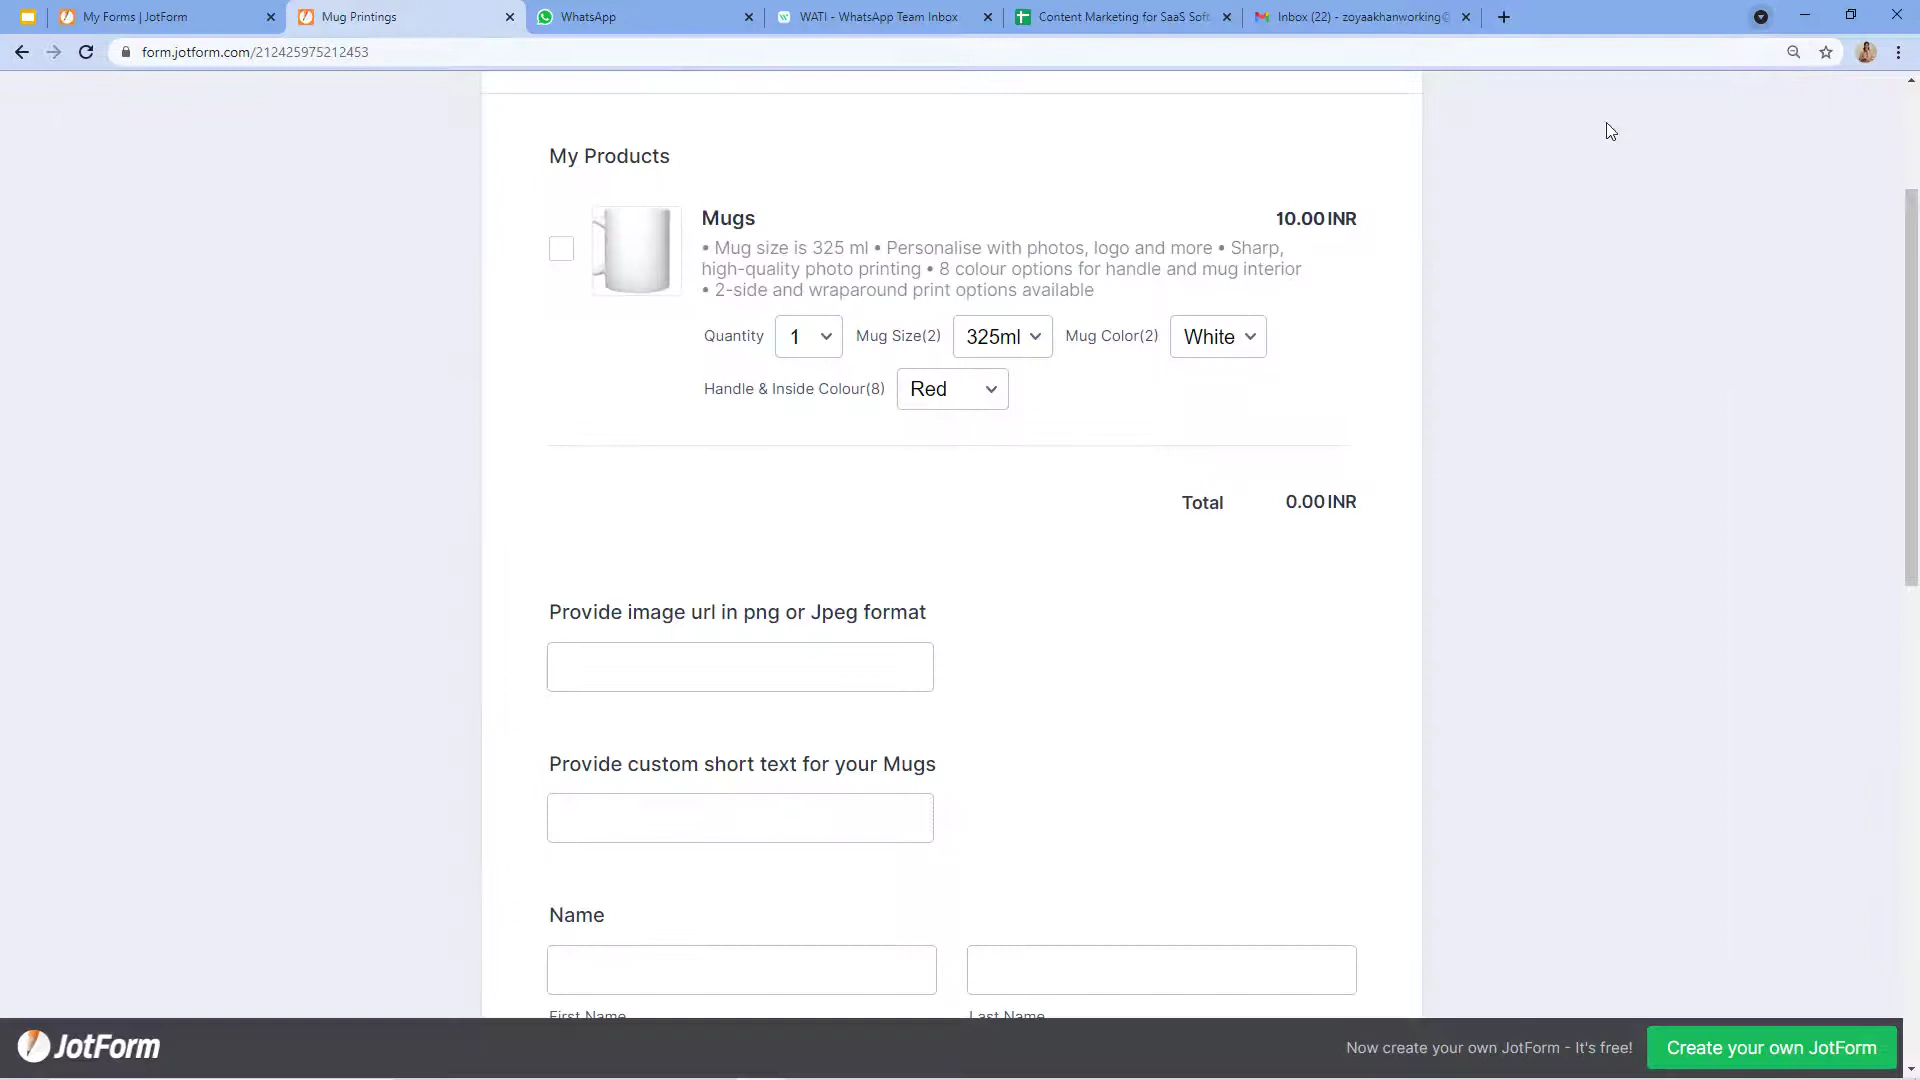 My Forms | JotForm
Mug Printings
WhatsApp
WATI - WhatsApp Team Inbox
Content Marketing for SaaS Soft
Inbox (22) - zoyaakhanworking@
form.jotform.com/212425975212453
My Products
Mugs
10.00 INR
• Mug size is 325 ml • Personalise with photos, logo and more • Sharp,
high-quality photo printing • 8 colour options for handle and mug interior
• 2-side and wraparound print options available
Quantity 1 Mug Size(2) 325ml Mug Color(2) White
Handle & Inside Colour(8) Red
Total 0.00 INR
Provide image url in png or Jpeg format
Provide custom short text for your Mugs
Name
First Name Last Name
JotForm
Now create your own JotForm - It's free!
Create your own JotForm